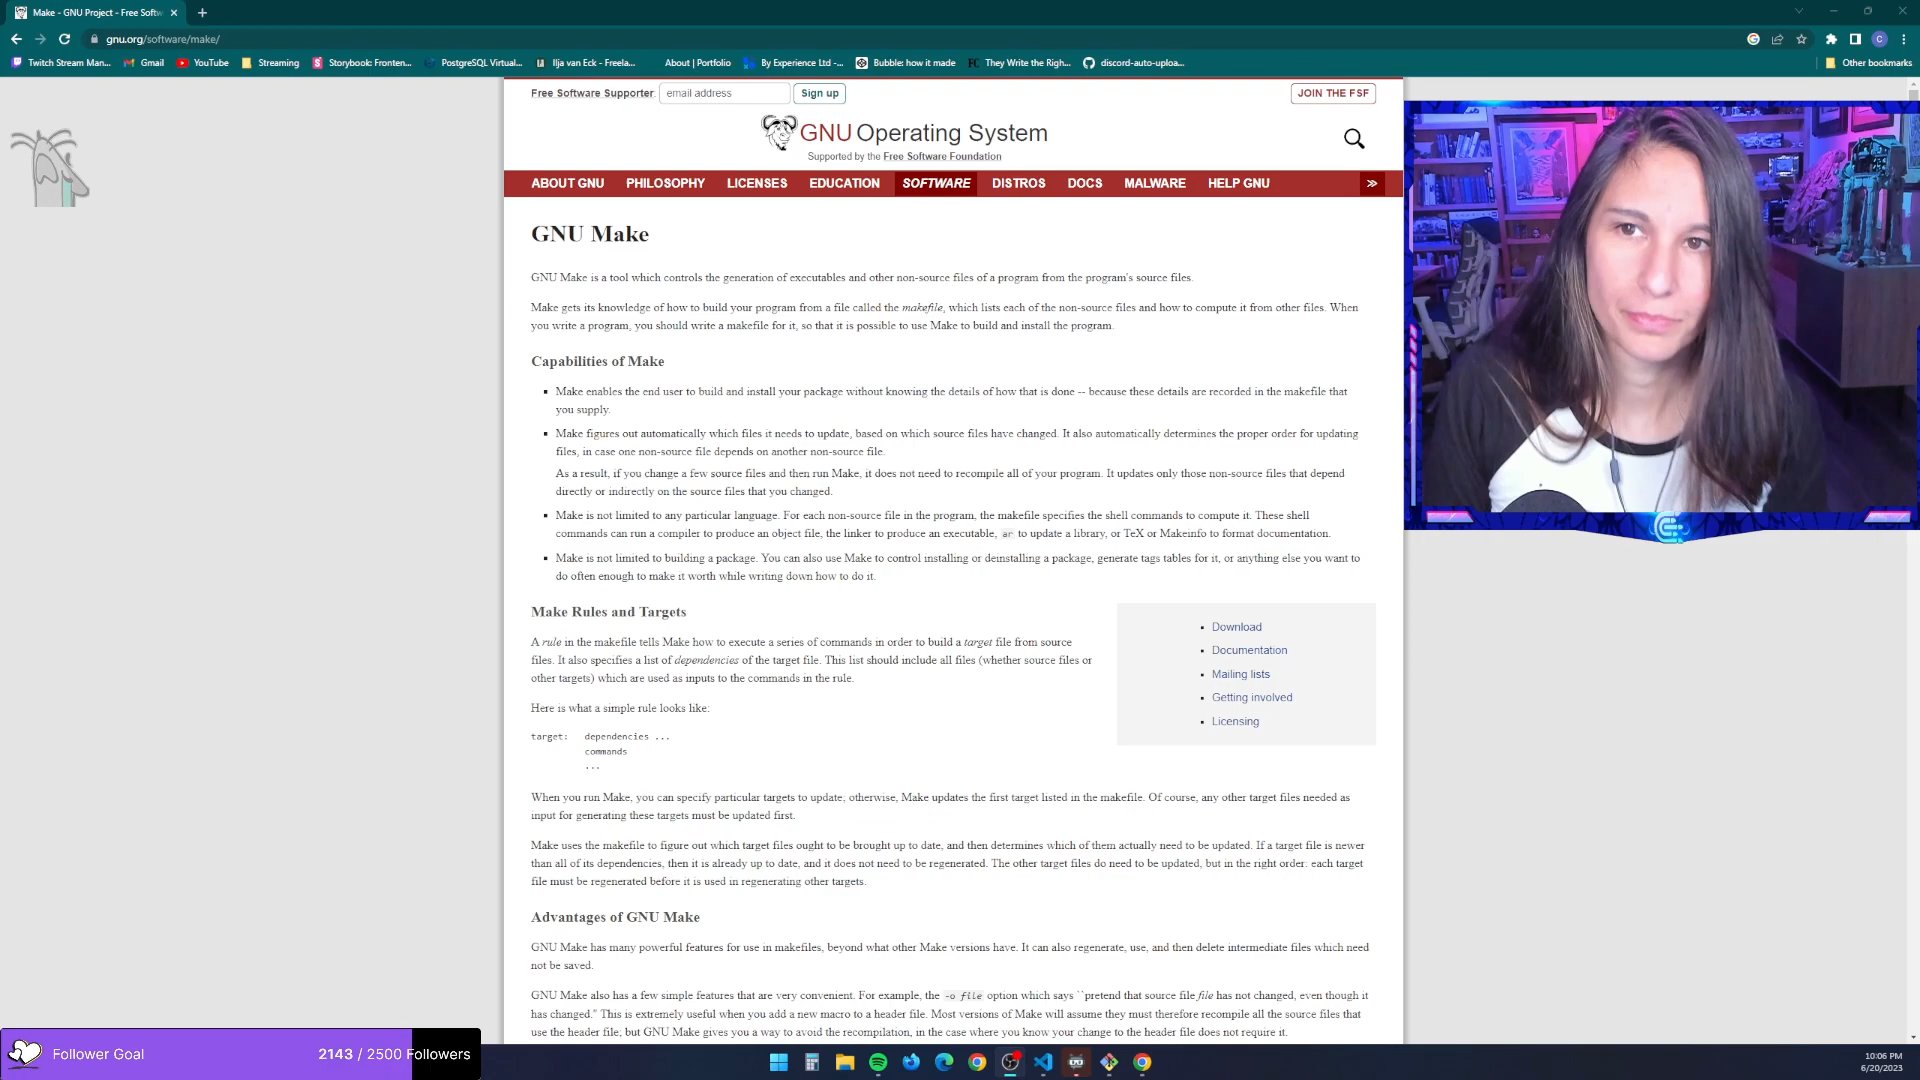 Make - GNU Project - Free Softw
gnu.org/software/make/
Twitch Stream Man...
Gmail
YouTube
Streaming
Storybook: Fronten...
PostgreSQL Virtual...
Ilja van Eck - Freela...
About | Portfolio
By Experience Ltd -...
Bubble: how it made
FC They Write the Righ...
discord-auto-uploa...
Other bookmarks
Free Software Supporter:
email address
Sign up
JOIN THE FSF
GNU Operating System
Supported by the Free Software Foundation
ABOUT GNU
PHILOSOPHY
LICENSES
EDUCATION
SOFTWARE
DISTROS
DOCS
MALWARE
HELP GNU
GNU Make
GNU Make is a tool which controls the generation of executables and other non-source files of a program from the program's source files.
Make gets its knowledge of how to build your program from a file called the makefile, which lists each of the non-source files and how to compute it from other files. When
you write a program, you should write a makefile for it, so that it is possible to use Make to build and install the program.
Capabilities of Make
Make enables the end user to build and install your package without knowing the details of how that is done -- because these details are recorded in the makefile that
you supply.
Make figures out automatically which files it needs to update, based on which source files have changed. It also automatically determines the proper order for updating
files, in case one non-source file depends on another non-source file.
As a result, if you change a few source files and then run Make, it does not need to recompile all of your program. It updates only those non-source files that depend
directly or indirectly on the source files that you changed.
Make is not limited to any particular language. For each non-source file in the program, the makefile specifies the shell commands to compute it. These shell
commands can run a compiler to produce an object file, the linker to produce an executable, ar to update a library, or TeX or Makeinfo to format documentation.
Make is not limited to building a package. You can also use Make to control installing or deinstalling a package, generate tags tables for it, or anything else you want to
do often enough to make it worth while writing down how to do it.
Make Rules and Targets
A rule in the makefile tells Make how to execute a series of commands in order to build a target file from source
files. It also specifies a list of dependencies of the target file. This list should include all files (whether source files or
other targets) which are used as inputs to the commands in the rule.
Here is what a simple rule looks like:
target:   dependencies ...
commands
...
Download
Documentation
Mailing lists
Getting involved
Licensing
When you run Make, you can specify particular targets to update; otherwise, Make updates the first target listed in the makefile. Of course, any other target files needed as
input for generating these targets must be updated first.
Make uses the makefile to figure out which target files ought to be brought up to date, and then determines which of them actually need to be updated. If a target file is newer
than all of its dependencies, then it is already up to date, and it does not need to be regenerated. The other target files do need to be updated, but in the right order: each target
file must be regenerated before it is used in regenerating other targets.
Advantages of GNU Make
GNU Make has many powerful features for use in makefiles, beyond what other Make versions have. It can also regenerate, use, and then delete intermediate files which need
not be saved.
GNU Make also has a few simple features that are very convenient. For example, the -o file option which says ``pretend that source file file has not changed, even though it
has changed.'' This is extremely useful when you add a new macro to a header file. Most versions of Make will assume they must therefore recompile all the source files that
use the header file; but GNU Make gives you a way to avoid the recompilation, in the case where you know your change to the header file does not require it.
Follower Goal
2143 / 2500 Followers
10:06 PM
6/20/2023